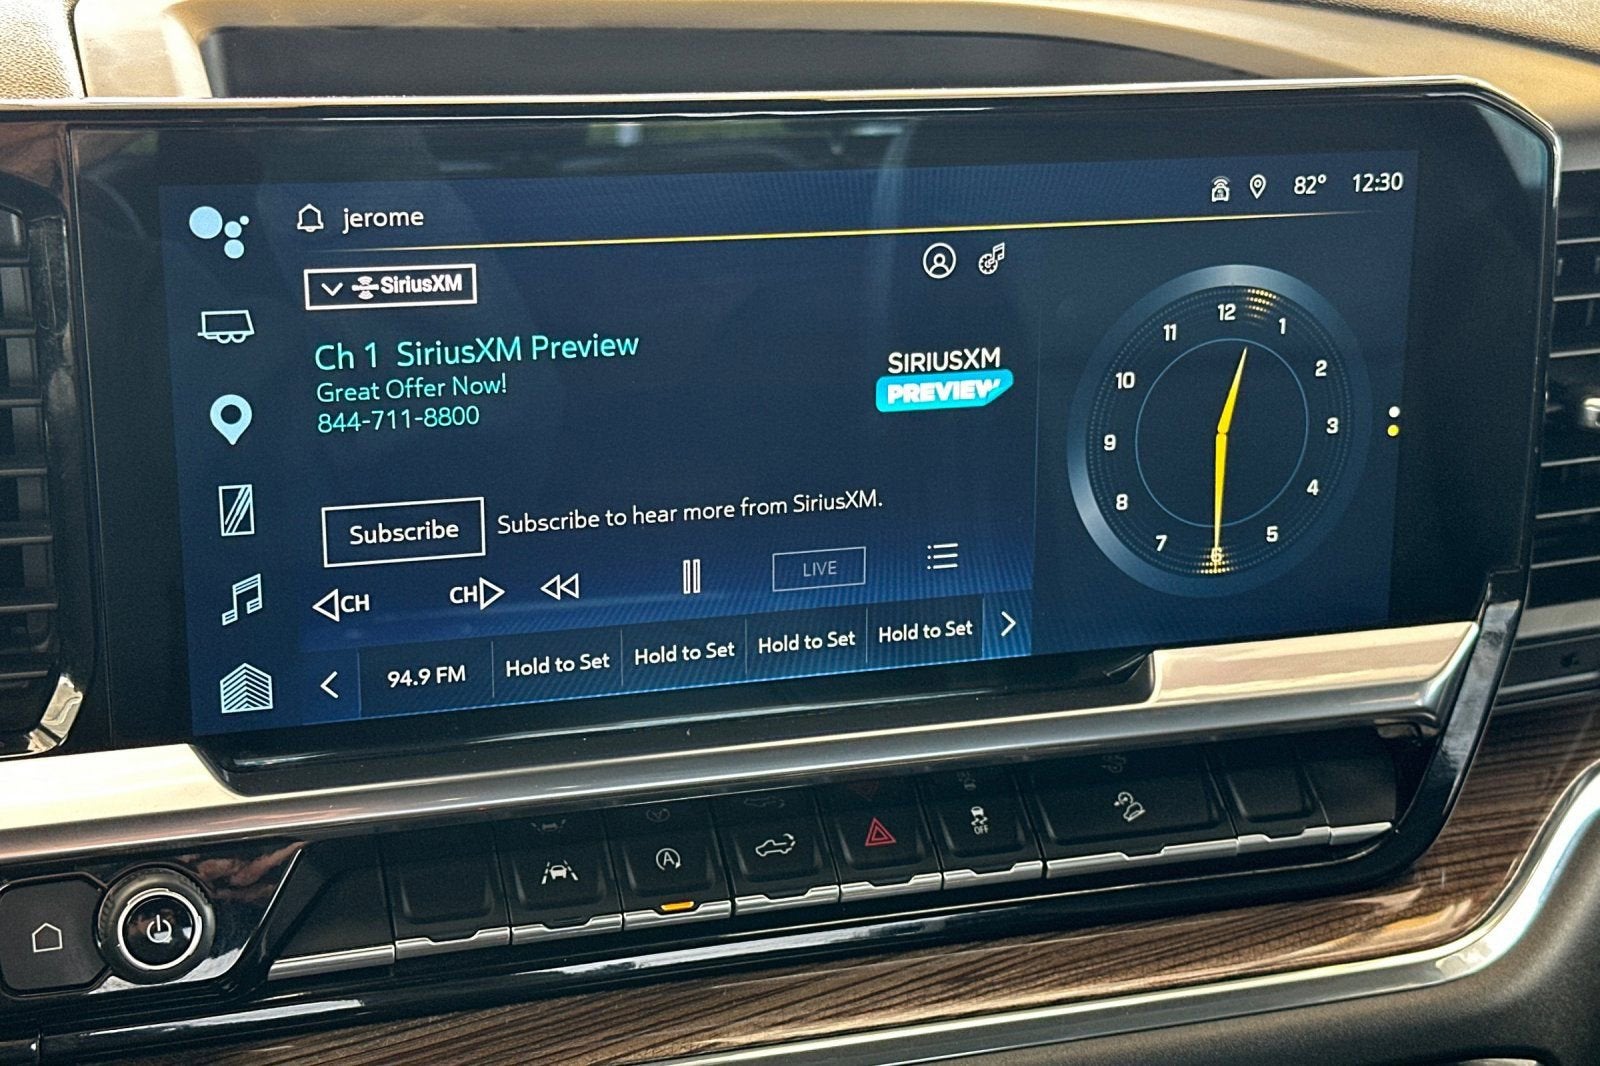 jerome
82° 12:30
SiriusXM
Ch 1 SiriusXM Preview
Great Offer Now!
844-711-8800
SIRIUSXM
PREVIEW
12
1
2
3
4
5
6
7
8
9
10
11
Subscribe
Subscribe to hear more from SiriusXM.
CH
CH
LIVE
94.9 FM
Hold to Set
Hold to Set
Hold to Set
Hold to Set
A
OFF